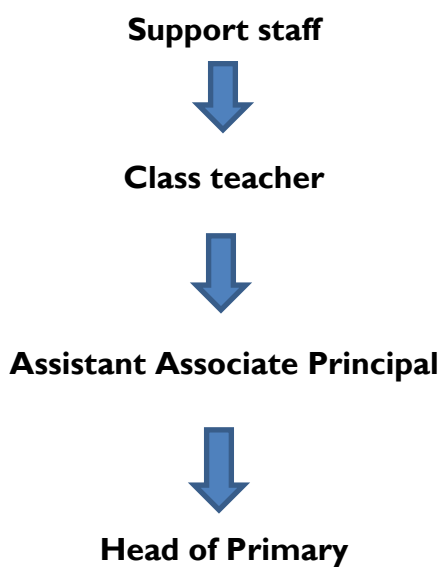 Support staff
Class teacher
Assistant Associate Principal
Head of Primary